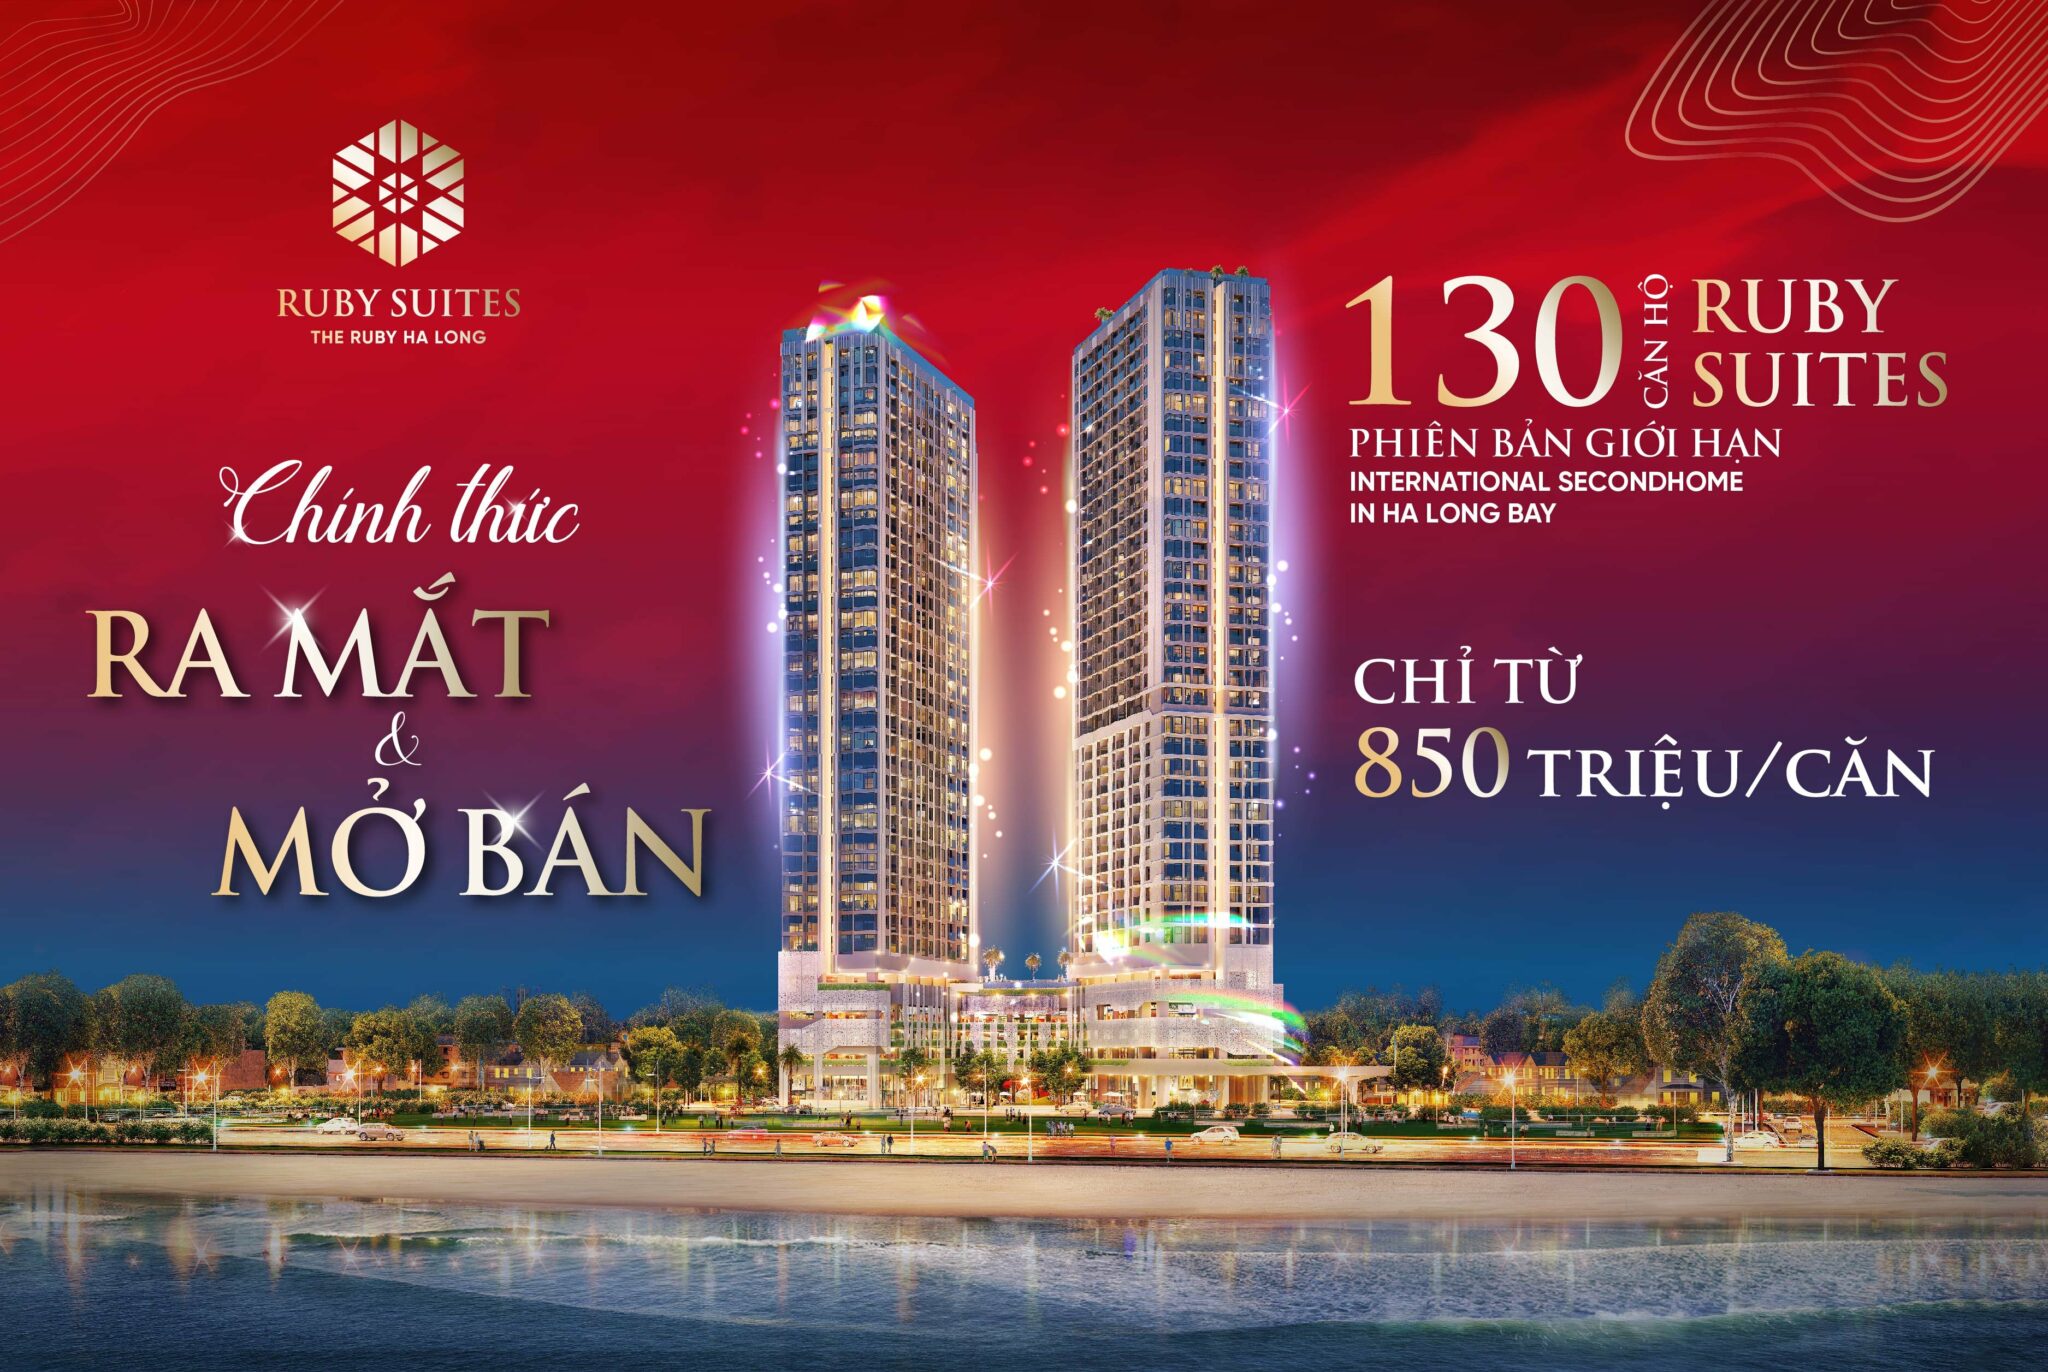 RUBY SUITES
THE RUBY HA LONG
Chính thức
RA MẮT
&
MỞ BÁN
130 CĂN HỘ RUBY SUITES
PHIÊN BẢN GIỚI HẠN
INTERNATIONAL SECONDHOME
IN HA LONG BAY
CHỈ TỪ
850 TRIỆU/CĂN